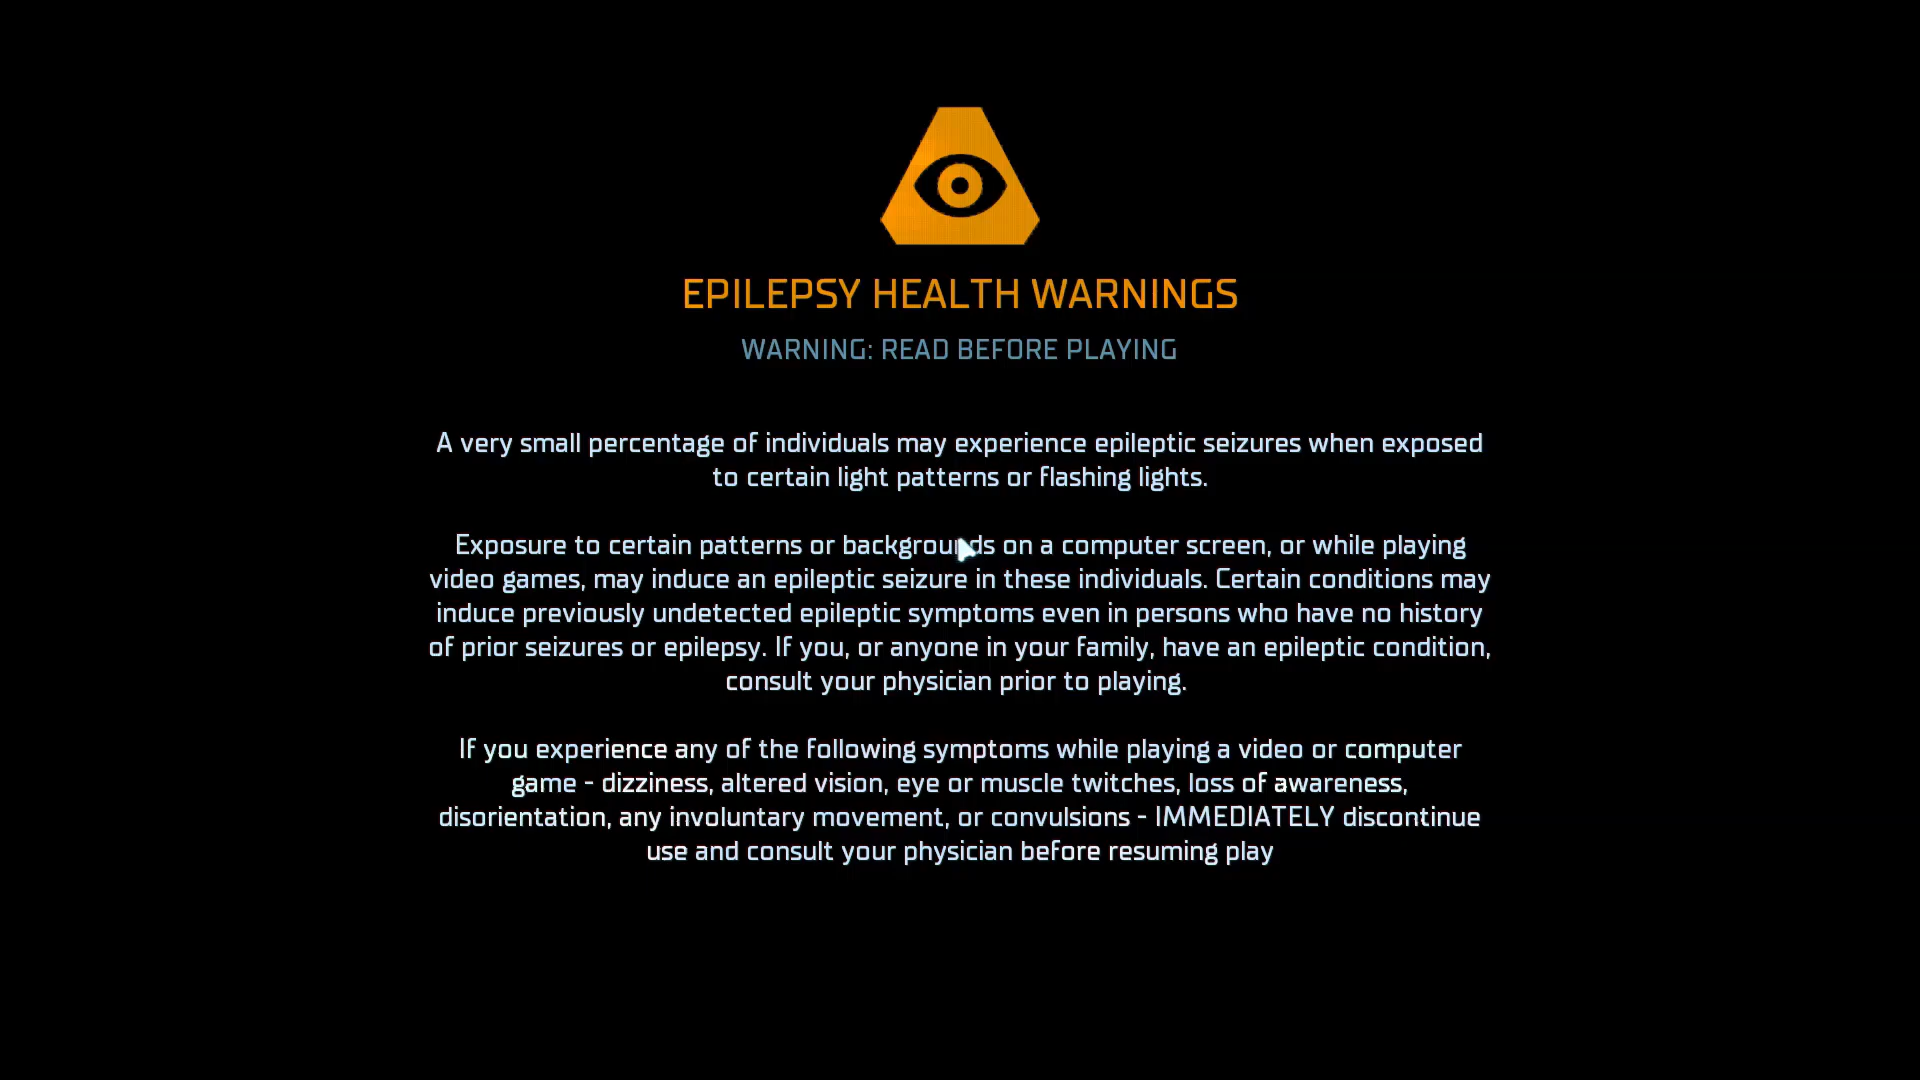 EPILEPSY HEALTH WARNINGS
WARNING: READ BEFORE PLAYING
A very small percentage of individuals may experience epileptic seizures when exposed
to certain light patterns or flashing lights.
Exposure to certain patterns or backgrounds on a computer screen, or while playing
video games, may induce an epileptic seizure in these individuals. Certain conditions may
induce previously undetected epileptic symptoms even in persons who have no history
of prior seizures or epilepsy. If you, or anyone in your family, have an epileptic condition,
consult your physician prior to playing.
If you experience any of the following symptoms while playing a video or computer
game - dizziness, altered vision, eye or muscle twitches, loss of awareness,
disorientation, any involuntary movement, or convulsions - IMMEDIATELY discontinue
use and consult your physician before resuming play